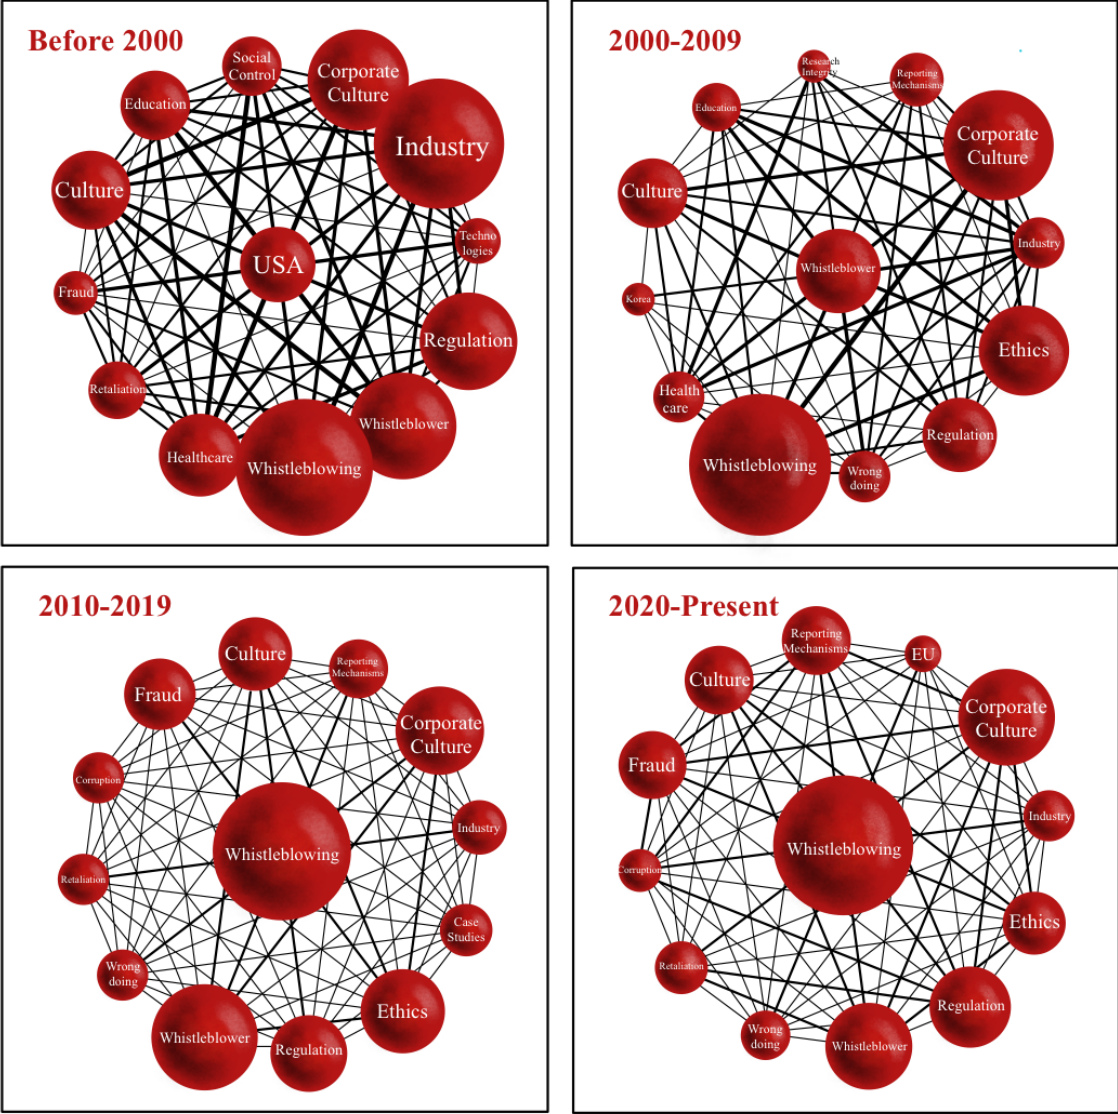 Before 2000
Social
Control
Corporate
Culture
Education
Industry
Culture
Techno
logies
USA
Fraud
Regulation
Retaliation
Whistleblower
Healthcare
Whistleblowing
2000-2009
Research
Integrity
Reporting
Mechanisms
Education
Corporate
Culture
Culture
Industry
Whistleblower
Korea
Ethics
Health
care
Regulation
Whistleblowing
Wrong
doing
2010-2019
Culture
Reporting
Mechanisms
Fraud
Corporate
Culture
Corruption
Industry
Whistleblowing
Retaliation
Case
Studies
Wrong
doing
Ethics
Whistleblower
Regulation
2020-Present
Reporting
Mechanisms
EU
Culture
Corporate
Culture
Fraud
Industry
Whistleblowing
Corruption
Ethics
Retaliation
Regulation
Wrong
doing
Whistleblower